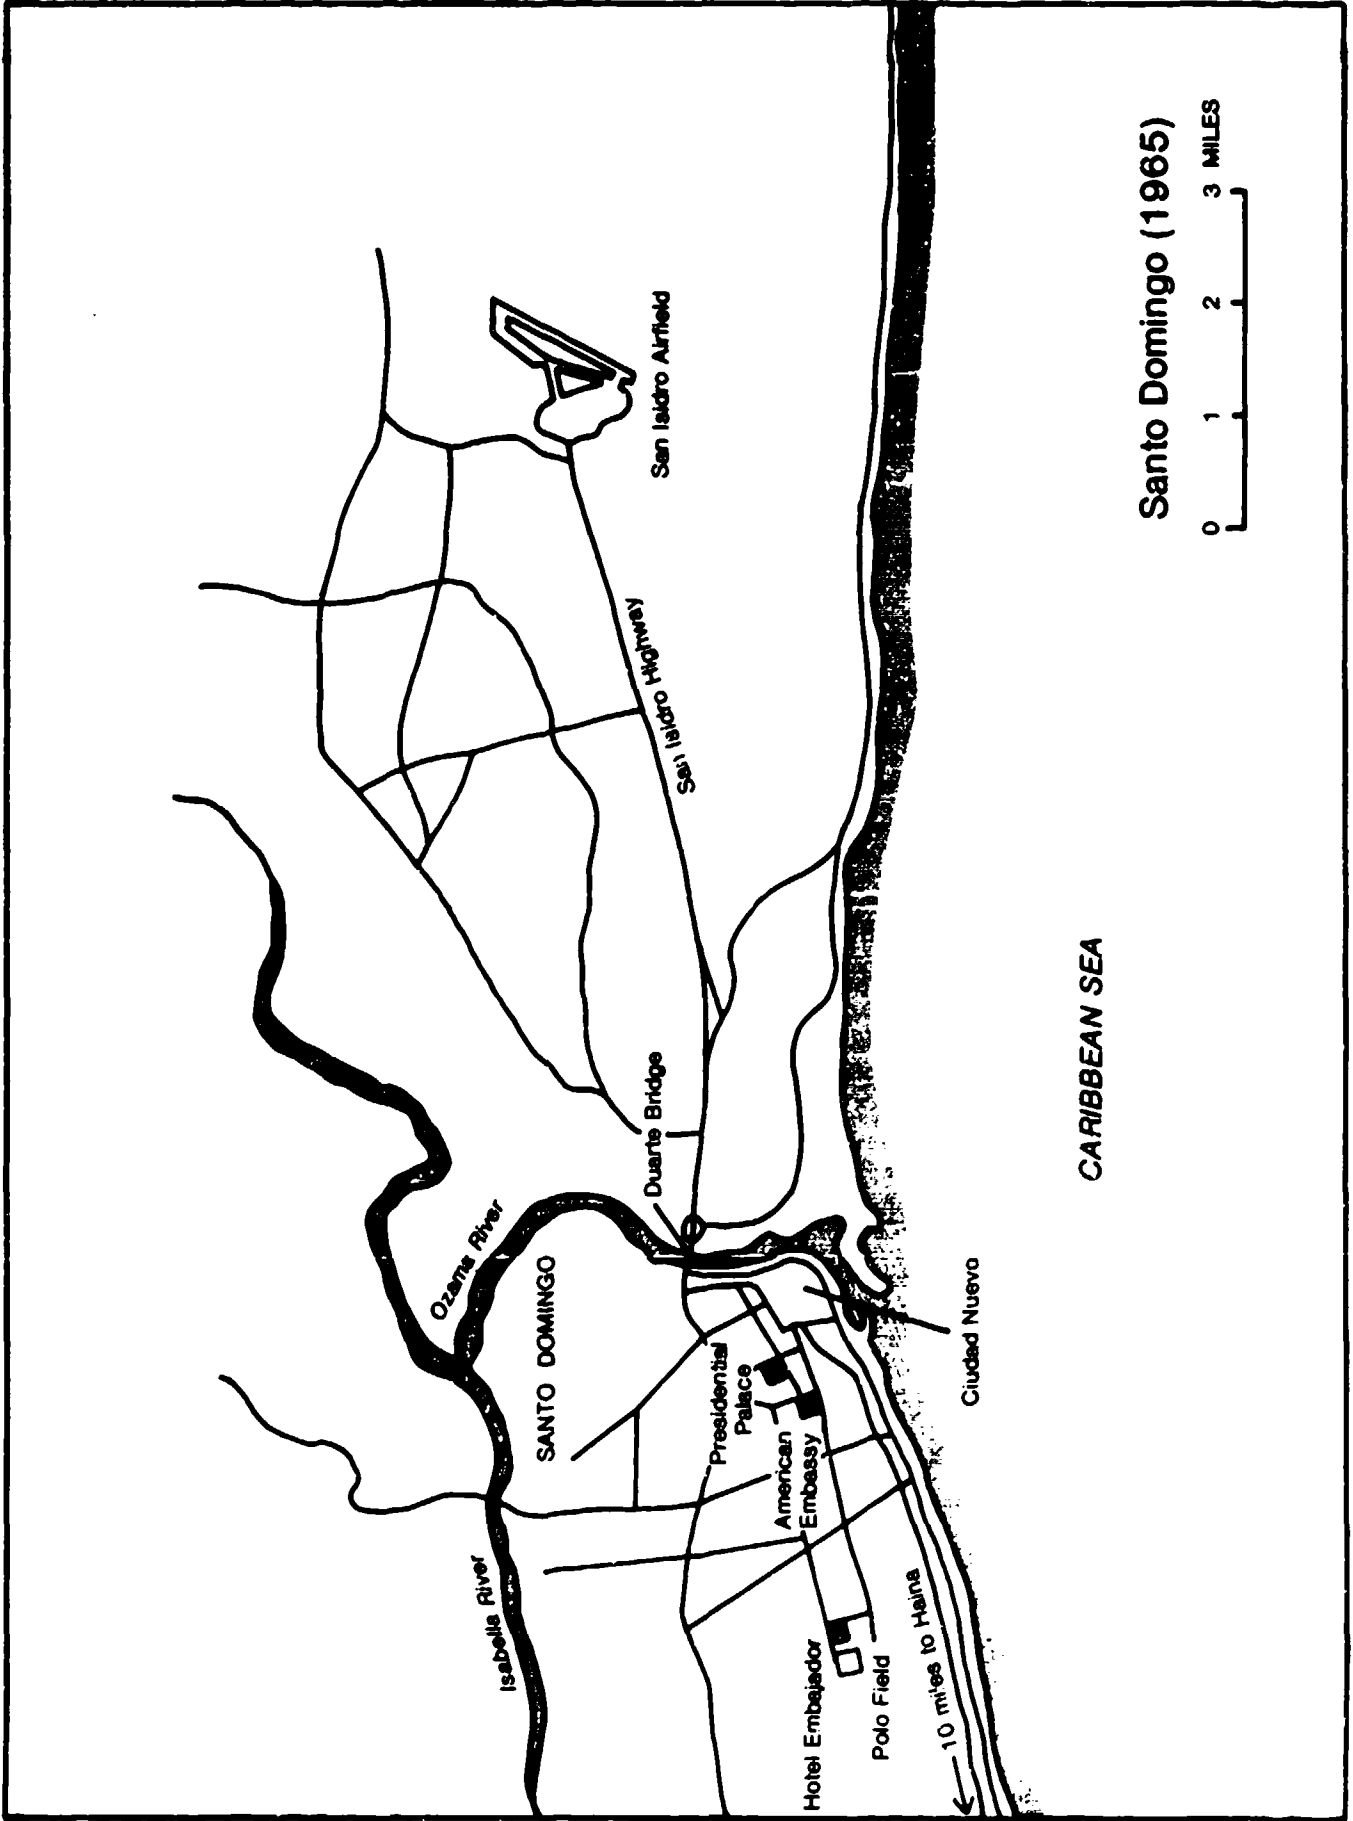 Isabella River
Ozama River
SANTO DOMINGO
Duarte Bridge
San Isidro Highway
San Isidro Airfield
Presidential
Palace
American
Embassy
Hotel Embajador
Polo Field
10 miles to Haina
Ciudad Nuevo
CARIBBEAN SEA
Santo Domingo (1965)
0 1 2 3 MILES